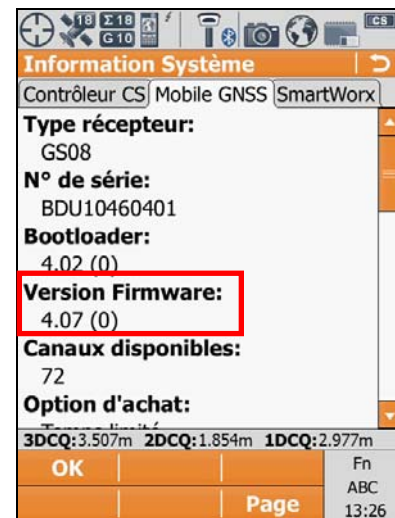 18 Σ18 G10 CS
Information Système
Contrôleur CS Mobile GNSS SmartWorx
Type récepteur:
GS08
N° de série:
BDU10460401
Bootloader:
4.02 (0)
Version Firmware:
4.07 (0)
Canaux disponibles:
72
Option d'achat:
3DCQ:3.507m 2DCQ:1.854m 1DCQ:2.977m
OK Fn
ABC
Page 13:26